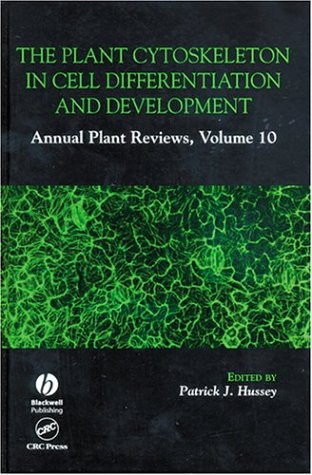 THE PLANT CYTOSKELETON
IN CELL DIFFERENTIATION
AND DEVELOPMENT
Annual Plant Reviews, Volume 10
EDITED BY
Patrick J. Hussey
Blackwell
Publishing
CRC
CRC Press